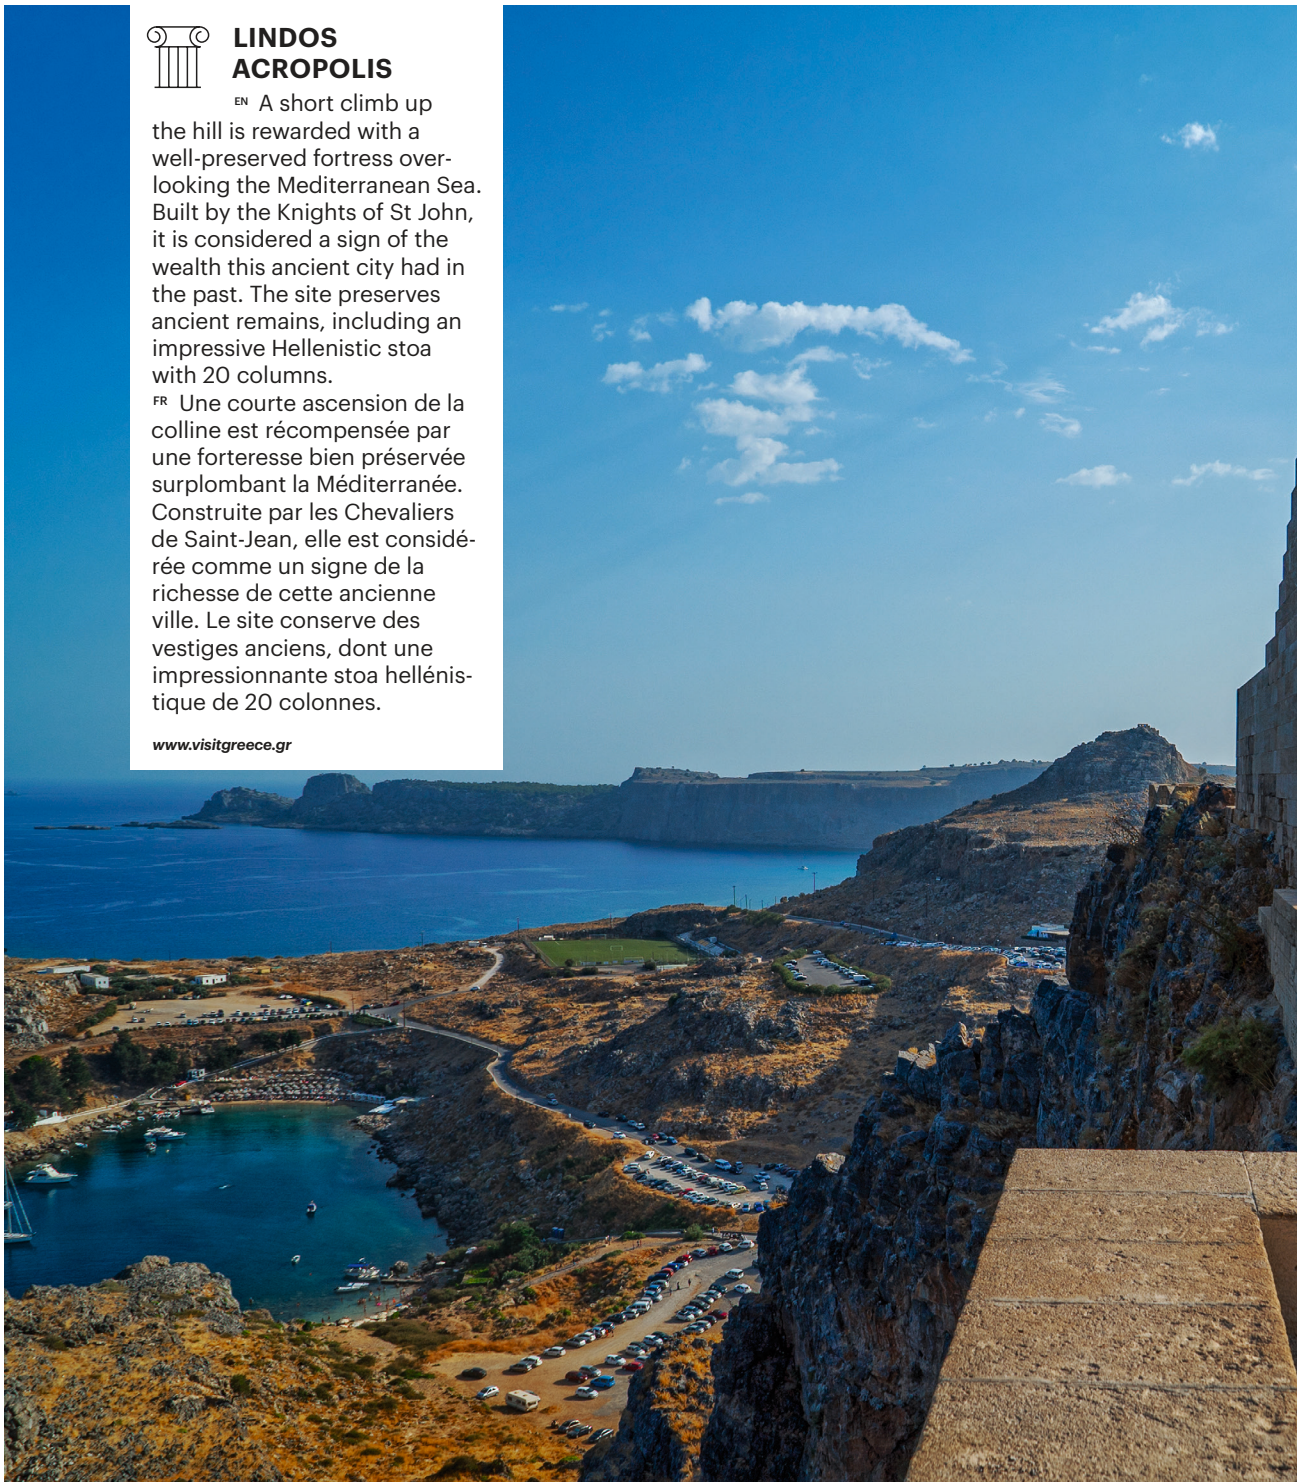 LINDOS
ACROPOLIS
EN A short climb up
the hill is rewarded with a
well-preserved fortress over-
looking the Mediterranean Sea.
Built by the Knights of St John,
it is considered a sign of the
wealth this ancient city had in
the past. The site preserves
ancient remains, including an
impressive Hellenistic stoa
with 20 columns.
FR Une courte ascension de la
colline est récompensée par
une forteresse bien préservée
surplombant la Méditerranée.
Construite par les Chevaliers
de Saint-Jean, elle est considé-
rée comme un signe de la
richesse de cette ancienne
ville. Le site conserve des
vestiges anciens, dont une
impressionnante stoa hellénis-
tique de 20 colonnes.
www.visitgreece.gr